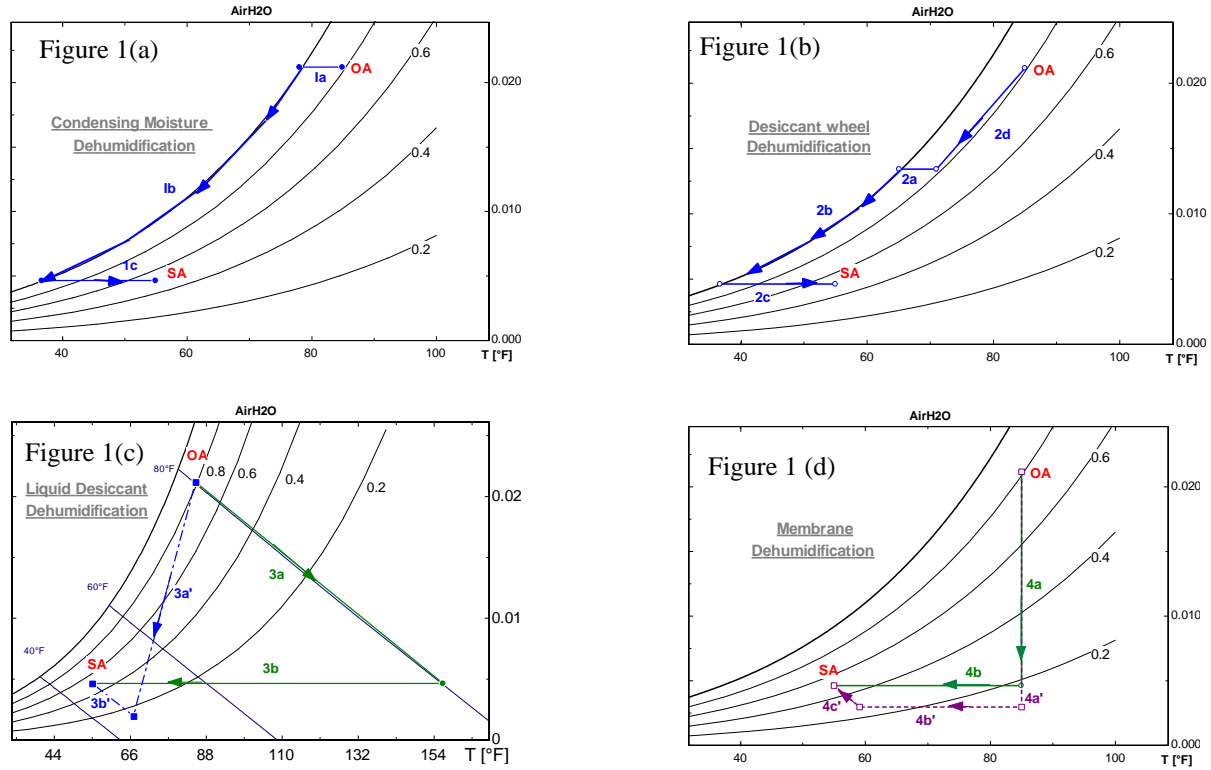 AirH2O
Figure 1(a)
Condensing Moisture
Dehumidification
OA
0.6
Ia
0.020
0.4
Ib
0.010
0.2
1c
SA
0.000
40
60
80
100
T [°F]
AirH2O
Figure 1(b)
Desiccant wheel
Dehumidification
OA
0.6
2d
0.020
0.4
2a
2b
0.010
0.2
SA
2c
0.000
40
60
80
100
T [°F]
AirH2O
Figure 1(c)
OA
80°F
0.8
0.6
0.4
0.2
Liquid Desiccant
Dehumidification
0.02
3a
3a'
60°F
0.01
40°F
SA
3b
3b'
0
44
66
88
110
132
154
T [°F]
AirH2O
Figure 1 (d)
Membrane
Dehumidification
OA
0.6
0.020
0.4
4a
0.010
0.2
SA
4b
4c'
4b'
4a'
0.000
40
60
80
100
T [°F]